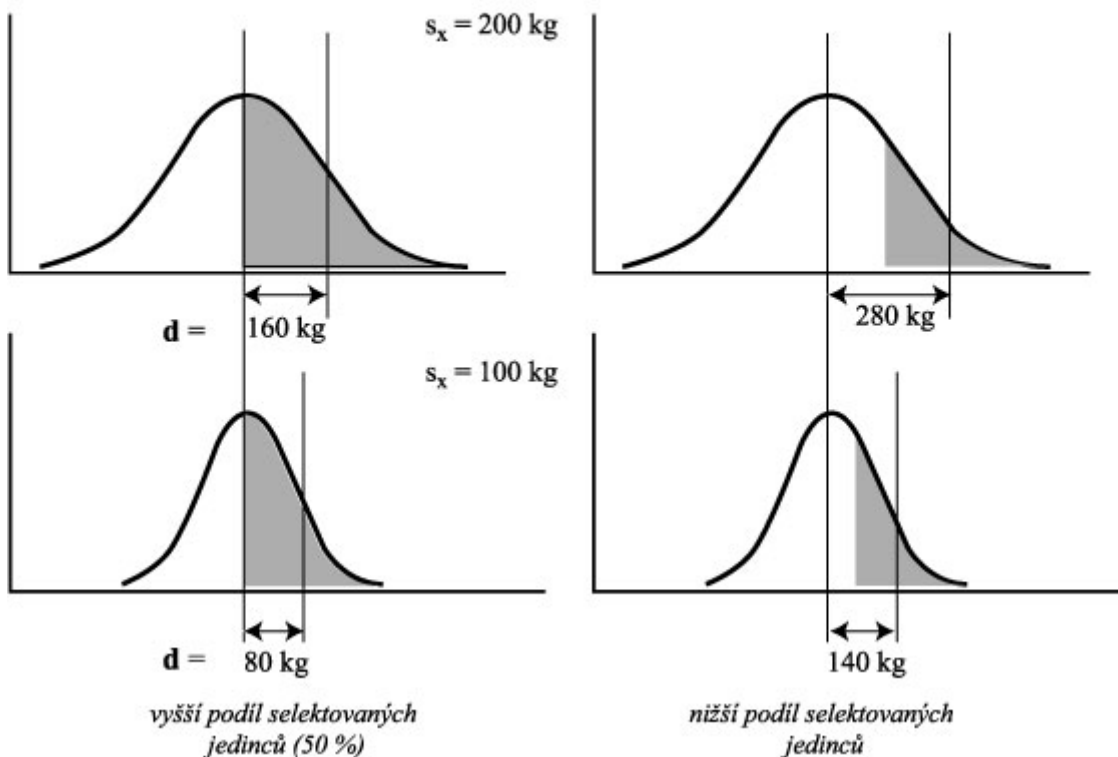 s_x = 200 kg
d = 160 kg
280 kg
s_x = 100 kg
d = 80 kg
140 kg
vyšší podíl selektovaných
jedinců (50 %)
nižší podíl selektovaných
jedinců